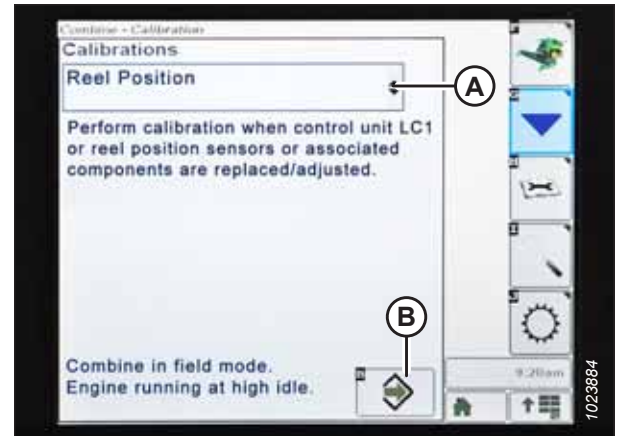 Combine - Calibration
Calibrations
Reel Position
A
Perform calibration when control unit LC1
or reel position sensors or associated
components are replaced/adjusted.
B
Combine in field mode.
Engine running at high idle.
9:20am
1023884